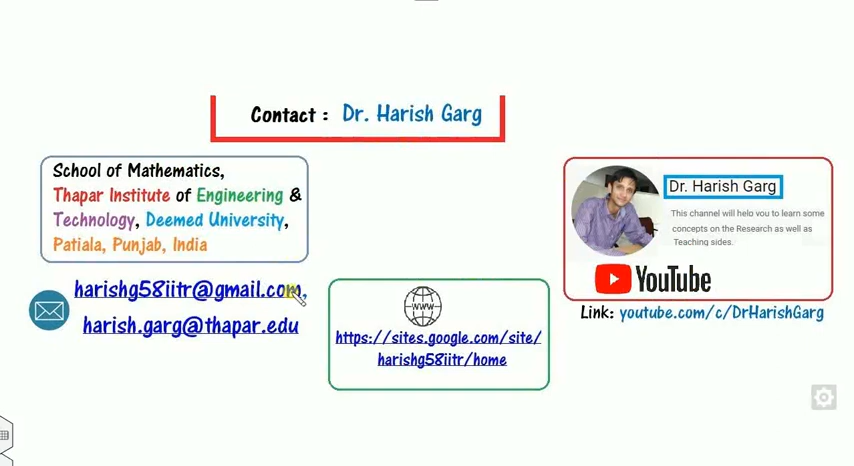 Contact : Dr. Harish Garg
School of Mathematics,
Thapar Institute of Engineering &
Technology, Deemed University,
Patiala, Punjab, India
harishg58iitr@gmail.com,
harish.garg@thapar.edu
www
https://sites.google.com/site/
harishg58iitr/home
Dr. Harish Garg
This channel will help you to learn some
concepts on the Research as well as
Teaching sides.
YouTube
Link: youtube.com/c/DrHarishGarg